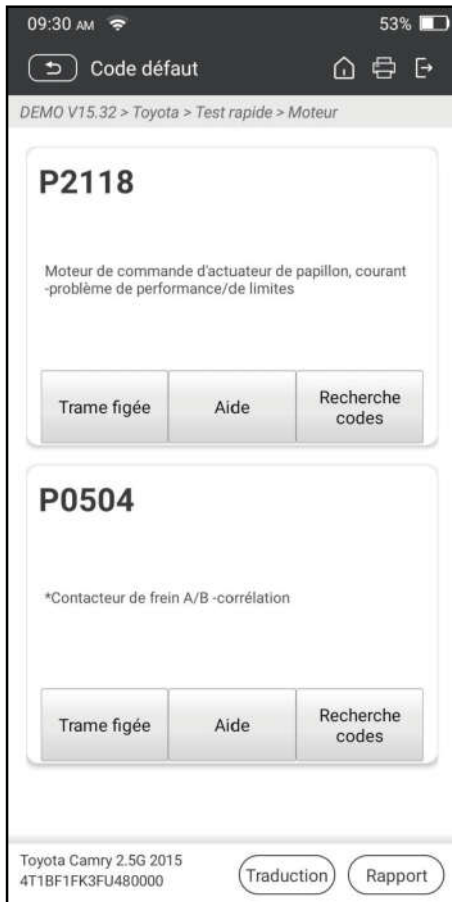 09:30 AM 53%
Code défaut
DEMO V15.32 > Toyota > Test rapide > Moteur
P2118
Moteur de commande d'actuateur de papillon, courant
-problème de performance/de limites
Trame figée Aide Recherche codes
P0504
*Contacteur de frein A/B -corrélation
Trame figée Aide Recherche codes
Toyota Camry 2.5G 2015
4T1BF1FK3FU480000
Traduction Rapport